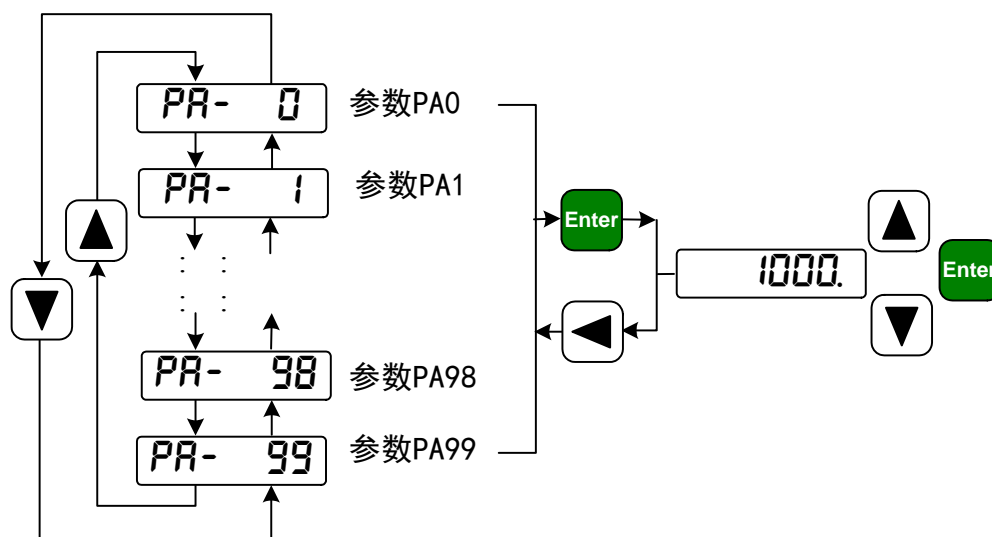 PA- 0 参数PA0
PA- 1 参数PA1
Enter
1000.
Enter
PA- 98 参数PA98
PA- 99 参数PA99